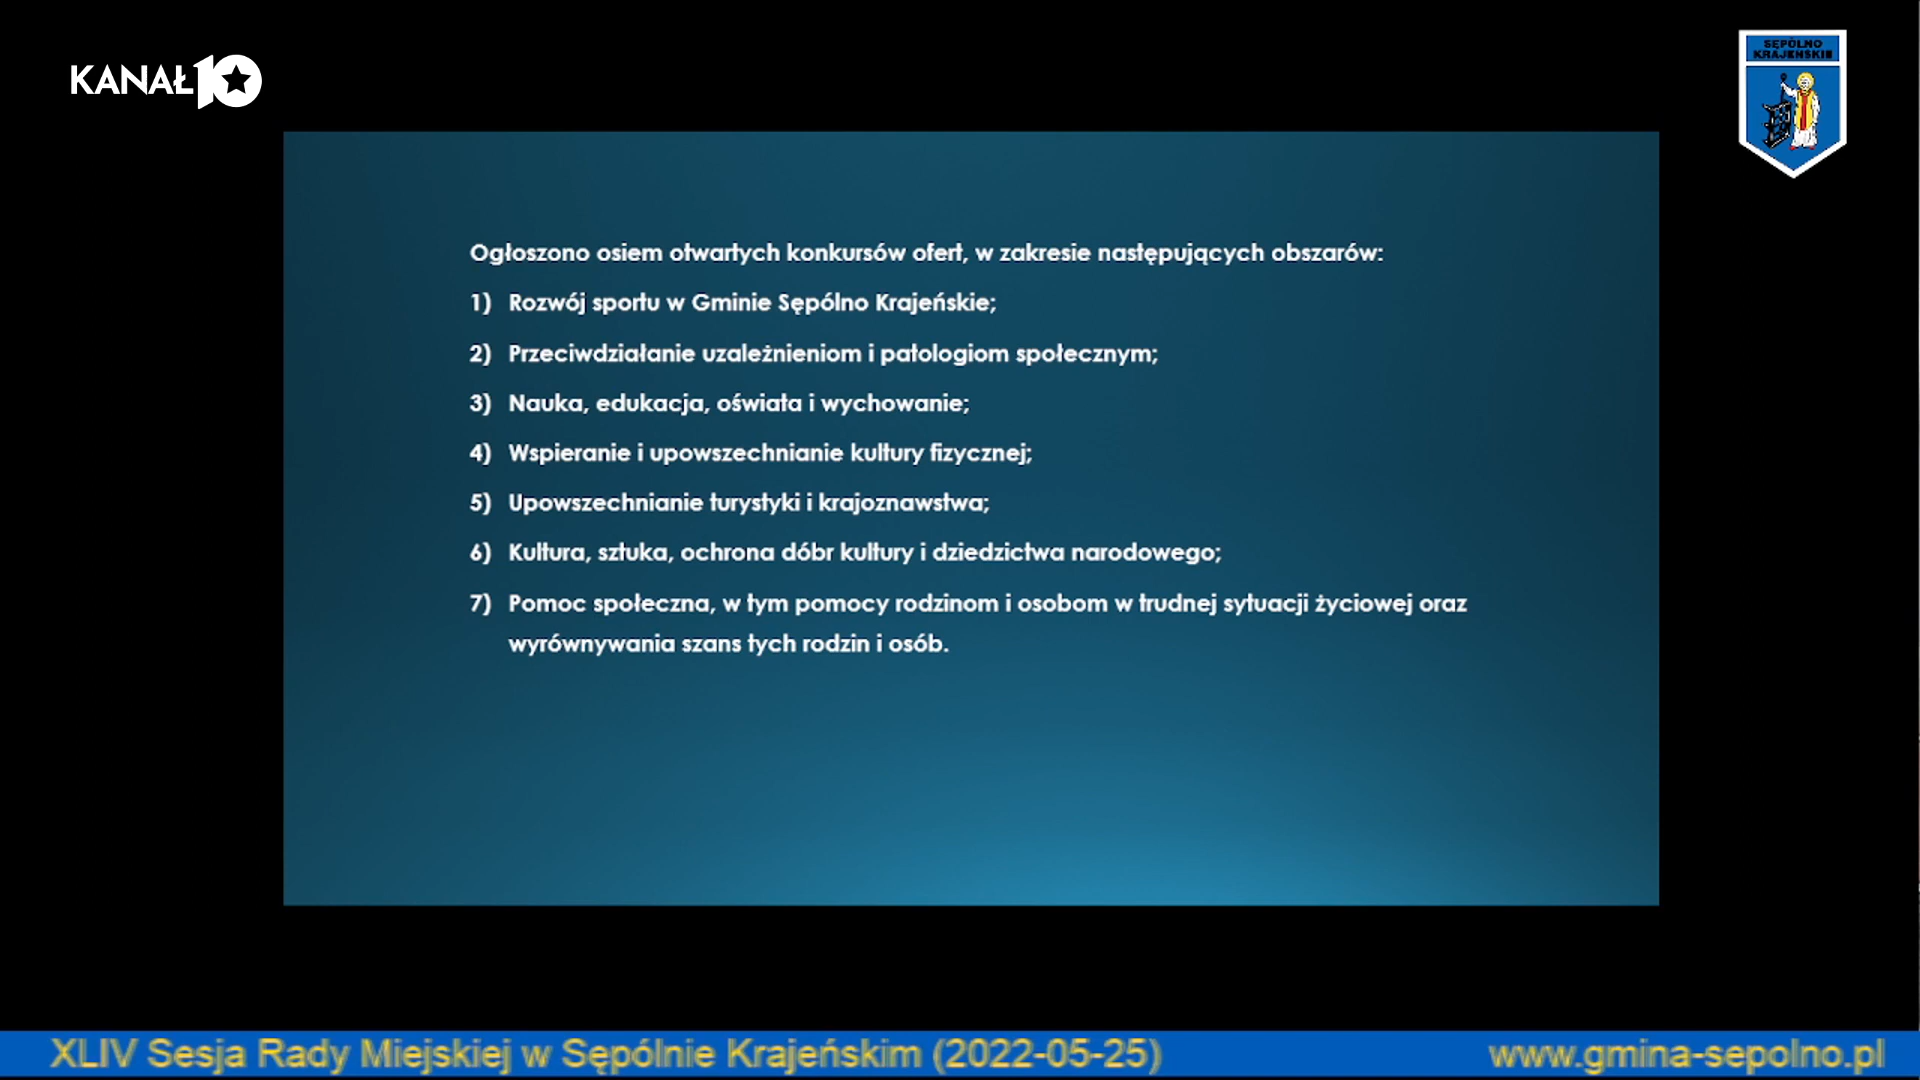 KANAŁ10
SĘPÓLNO
KRAJEŃSKIE
Ogłoszono osiem otwartych konkursów ofert, w zakresie następujących obszarów:
1) Rozwój sportu w Gminie Sępólno Krajeńskie;
2) Przeciwdziałanie uzależnieniom i patologiom społecznym;
3) Nauka, edukacja, oświata i wychowanie;
4) Wspieranie i upowszechnianie kultury fizycznej;
5) Upowszechnianie turystyki i krajoznawstwa;
6) Kultura, sztuka, ochrona dóbr kultury i dziedzictwa narodowego;
7) Pomoc społeczna, w tym pomocy rodzinom i osobom w trudnej sytuacji życiowej oraz
wyrównywania szans tych rodzin i osób.
XLIV Sesja Rady Miejskiej w Sępólnie Krajeńskim (2022-05-25)
www.gmina-sepolno.pl